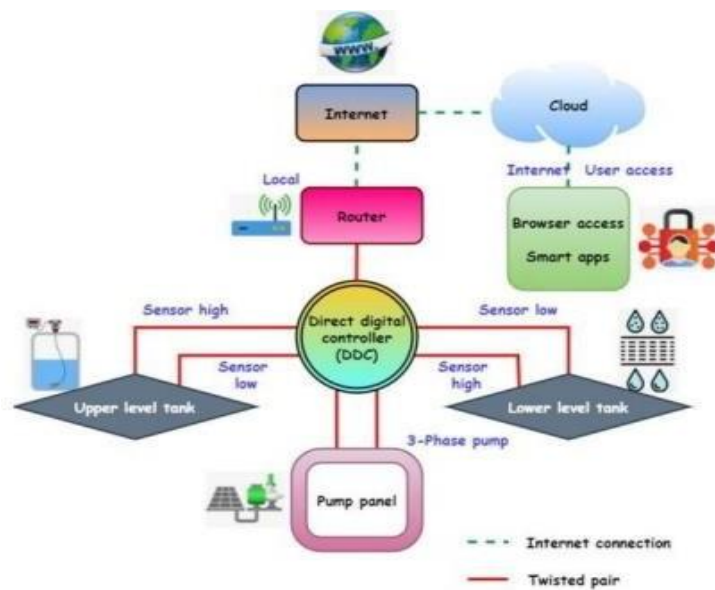 WWW
Internet
Cloud
Internet User access
Local
Router
Browser access
Smart apps
Sensor high
Direct digital
controller
(DDC)
Sensor low
Sensor
low
Sensor
high
Upper level tank
Lower level tank
3-Phase pump
Pump panel
Internet connection
Twisted pair